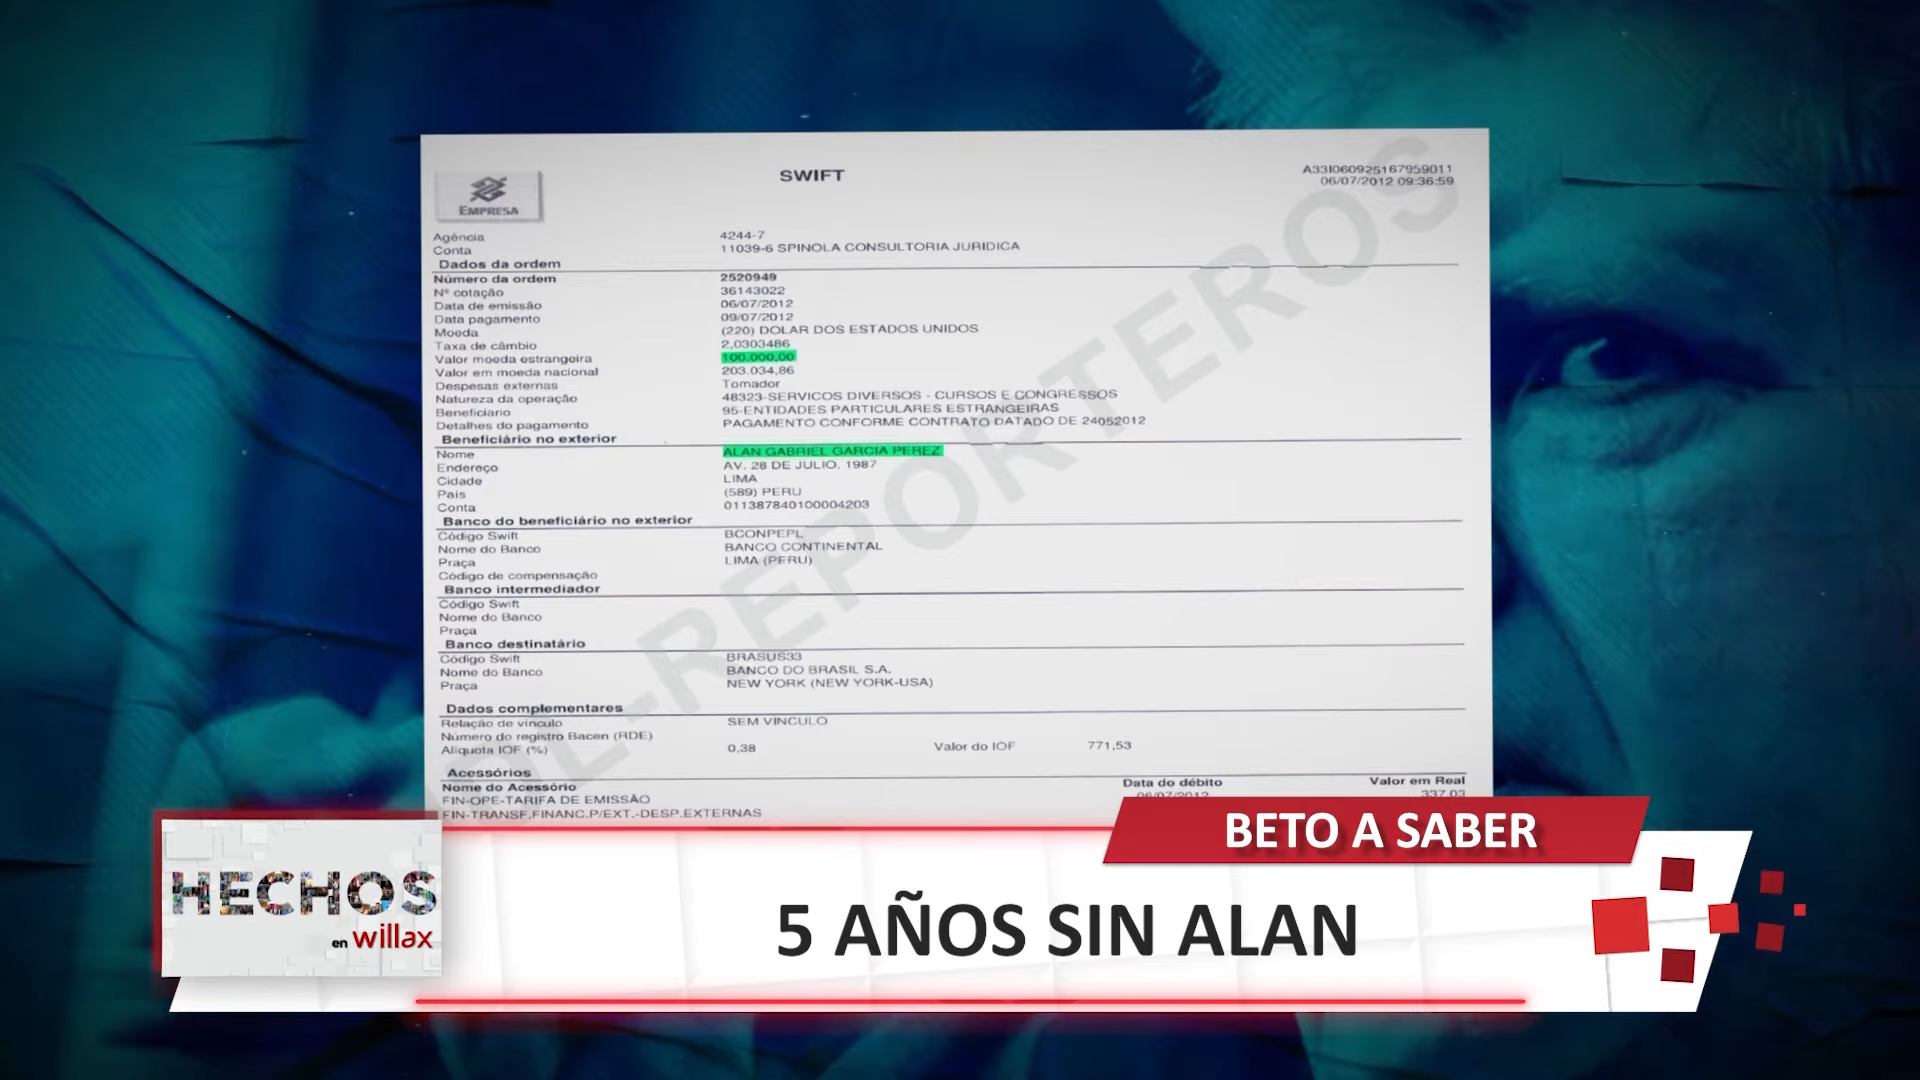 EMPRESA
SWIFT
A33I060925167959011
06/07/2012 09:36:59
Agência 4244-7
Conta 11039-6 SPINOLA CONSULTORIA JURIDICA
Dados da ordem
Número da ordem 2520949
Nº cotação 36143022
Data de emissão 06/07/2012
Data pagamento 09/07/2012
Moeda (220) DOLAR DOS ESTADOS UNIDOS
Taxa de câmbio 2,0303486
Valor moeda estrangeira 100.000,00
Valor em moeda nacional 203.034,86
Despesas externas Tomador
Natureza da operação 48323-SERVICOS DIVERSOS - CURSOS E CONGRESSOS
Beneficiario 95-ENTIDADES PARTICULARES ESTRANGEIRAS
Detalhes do pagamento PAGAMENTO CONFORME CONTRATO DATADO DE 24052012
Beneficiário no exterior
Nome ALAN GABRIEL GARCIA PEREZ
Endereço AV. 28 DE JULIO. 1987
Cidade LIMA
País (589) PERU
Conta 011387840100004203
Banco do beneficiário no exterior
Código Swift BCONPEPL
Nome do Banco BANCO CONTINENTAL
Praça LIMA (PERU)
Código de compensação
Banco intermediador
Código Swift
Nome do Banco
Praça
Banco destinatário
Código Swift BRASUS33
Nome do Banco BANCO DO BRASIL S.A.
Praça NEW YORK (NEW YORK-USA)
Dados complementares
Relação de vínculo SEM VINCULO
Número do registro Bacen (RDE)
Alíquota IOF (%) 0,38 Valor do IOF 771,53
Acessórios
Nome do Acessório Data do débito Valor em Real
FIN-OPE-TARIFA DE EMISSÃO 06/07/2012 337,03
FIN-TRANSF,FINANC.P/EXT.-DESP.EXTERNAS
DL-REPORTEROS
BETO A SABER
HECHOS
en willax
5 AÑOS SIN ALAN